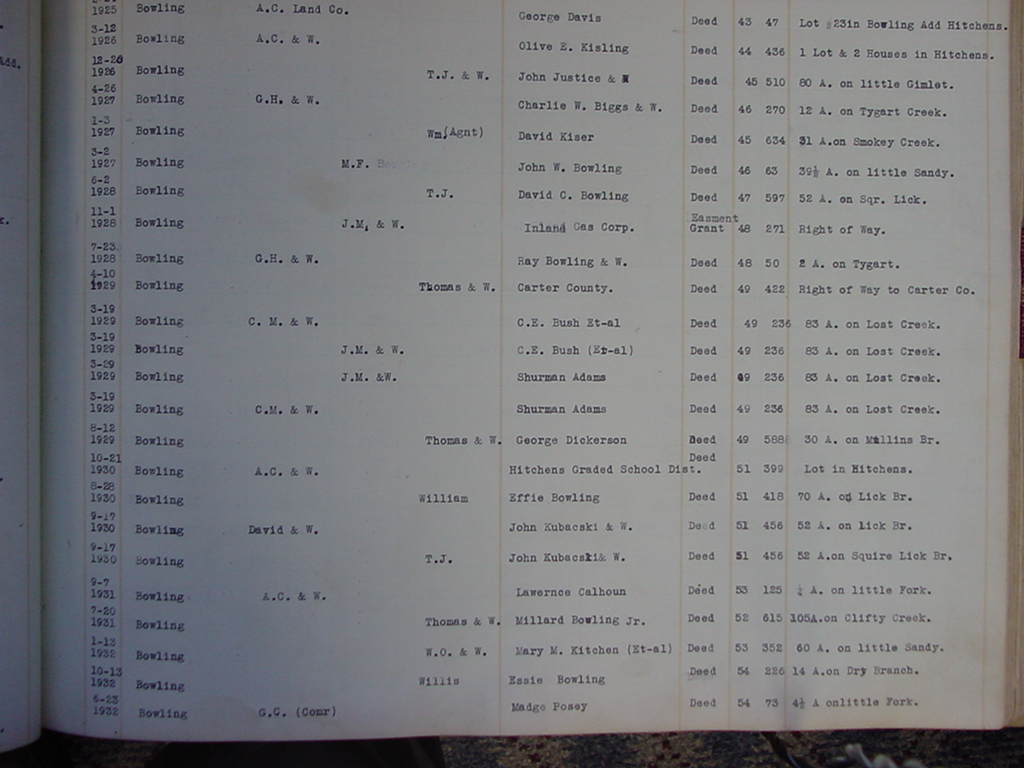 1925 Bowling A.C. Land Co. George Davis Deed 43 47 Lot 23in Bowling Add Hitchens.
3-12
1926 Bowling A.C. & W. Olive E. Kisling Deed 44 436 1 Lot & 2 Houses in Hitchens.
Add.
12-26
1926 Bowling T.J. & W. John Justice & Deed 45 510 80 A. on little Gimlet.
4-26
1927 Bowling G.H. & W. Charlie W. Biggs & W. Deed 46 270 12 A. on Tygart Creek.
1-3
1927 Bowling Wm(Agnt) David Kiser Deed 45 634 31 A.on Smokey Creek.
3-2
1927 Bowling M.F. John W. Bowling Deed 46 63 39½ A. on little Sandy.
6-2
1928 Bowling T.J. David C. Bowling Deed 47 597 52 A. on Sqr. Lick.
11-1 Easment
1928 Bowling J.M. & W. Inland Gas Corp. Grant 48 271 Right of Way.
7-23
1928 Bowling G.H. & W. Ray Bowling & W. Deed 48 50 2 A. on Tygart.
4-10
1929 Bowling Thomas & W. Carter County. Deed 49 422 Right of Way to Carter Co.
3-19
1929 Bowling C. M. & W. C.E. Bush Et-al Deed 49 236 83 A. on Lost Creek.
3-19
1929 Bowling J.M. & W. C.E. Bush (Et-al) Deed 49 236 83 A. on Lost Creek.
3-29
1929 Bowling J.M. &W. Shurman Adams Deed 49 236 83 A. on Lost Creek.
3-19
1929 Bowling C.M. & W. Shurman Adams Deed 49 236 83 A. on Lost Creek.
8-12
1929 Bowling Thomas & W. George Dickerson Deed 49 588 30 A. on Mullins Br.
10-21 Deed
1930 Bowling A.C. & W. Hitchens Graded School Dist. 51 399 Lot in Hitchens.
8-28
1930 Bowling William Effie Bowling Deed 51 418 70 A. on Lick Br.
9-17
1930 Bowling David & W. John Kubacski & W. Deed 51 456 52 A. on lick Br.
9-17
1930 Bowling T.J. John Kubacski& W. Deed 51 456 52 A.on Squire Lick Br.
9-7
1931 Bowling A.C. & W. Lawernce Calhoun Deed 53 125 A. on little Fork.
7-20
1931 Bowling Thomas & W. Millard Bowling Jr. Deed 52 615 105A.on Clifty Creek.
1-13
1932 Bowling W.O. & W. Mary M. Kitchen (Et-al) Deed 53 352 60 A. on little Sandy.
10-13
1932 Bowling Willis Essie Bowling Deed 54 226 14 A.on Dry Branch.
6-23
1932 Bowling G.C. (Comr) Madge Posey Deed 54 73 4½ A onlittle Fork.